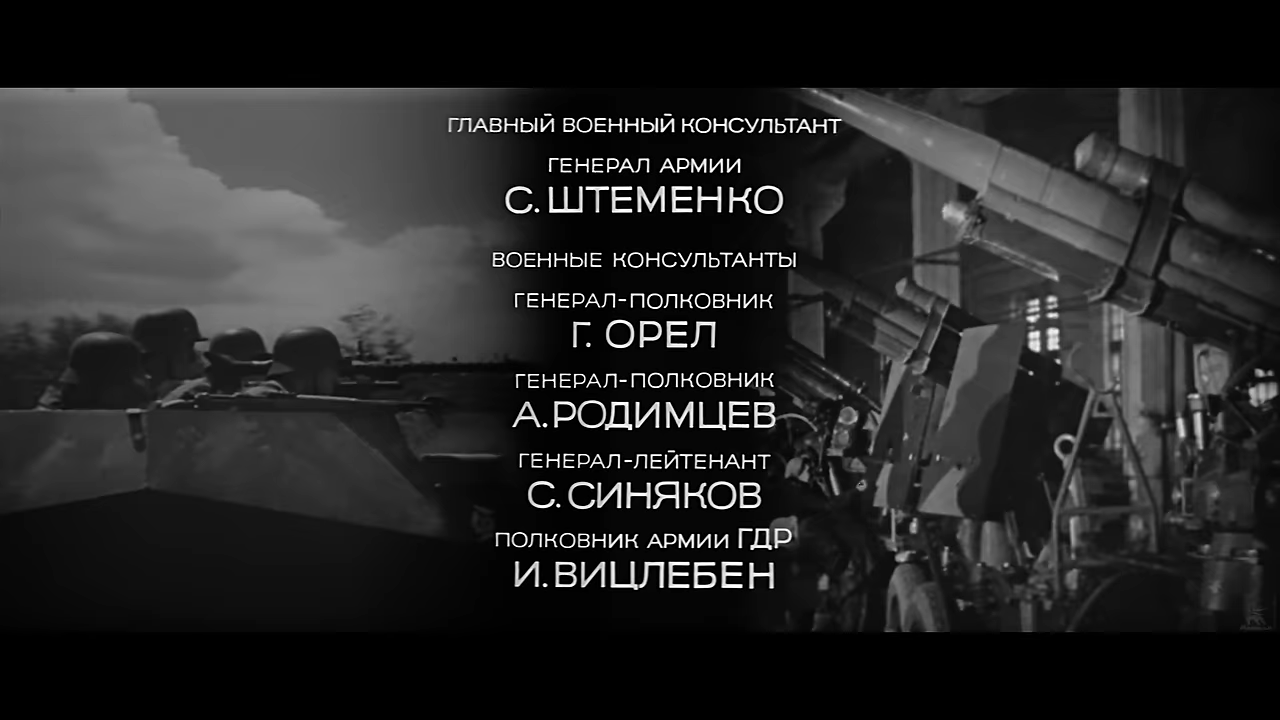 ГЛАВНЫЙ ВОЕННЫЙ КОНСУЛЬТАНТ
ГЕНЕРАЛ АРМИИ
С. ШТЕМЕНКО
ВОЕННЫЕ КОНСУЛЬТАНТЫ
ГЕНЕРАЛ-ПОЛКОВНИК
Г. ОРЕЛ
ГЕНЕРАЛ-ПОЛКОВНИК
А. РОДИМЦЕВ
ГЕНЕРАЛ-ЛЕЙТЕНАНТ
С. СИНЯКОВ
ПОЛКОВНИК АРМИИ ГДР
И. ВИЦЛЕБЕН